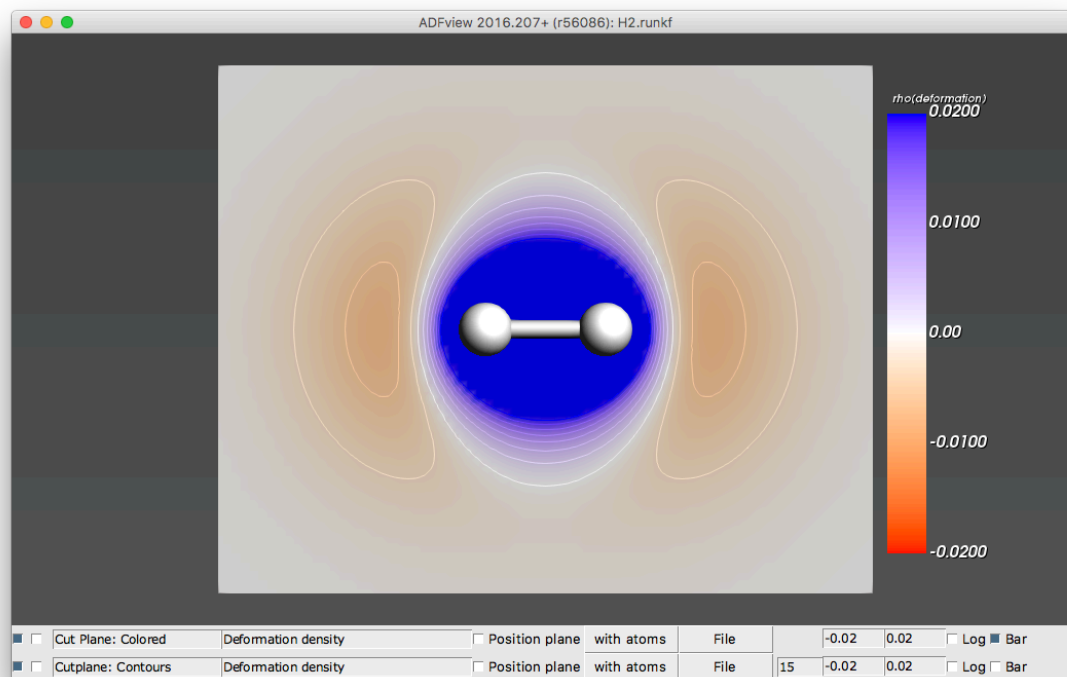 ADFview 2016.207+ (r56086): H2.runkf
rho(deformation)
0.0200
0.0100
0.00
-0.0100
-0.0200
Cut Plane: Colored Deformation density Position plane with atoms File -0.02 0.02 Log Bar
Cutplane: Contours Deformation density Position plane with atoms File 15 -0.02 0.02 Log Bar